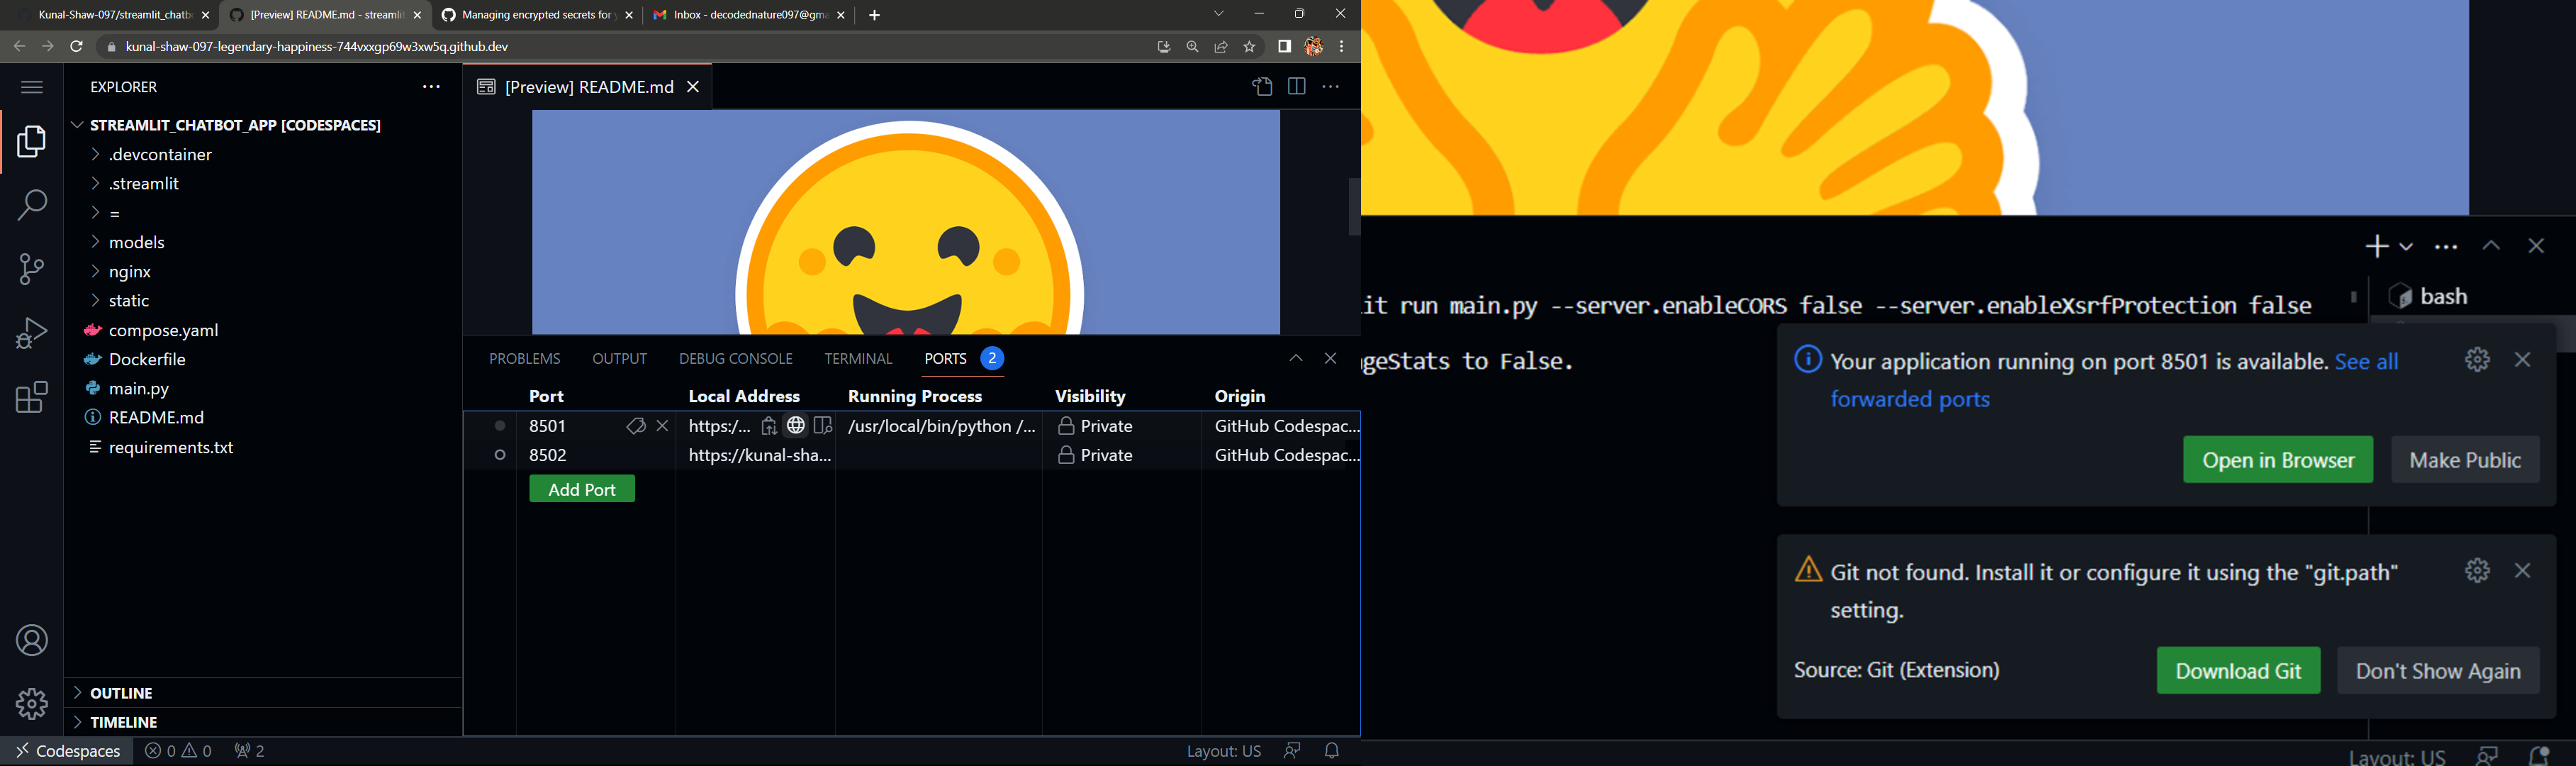 Kunal-Shaw-097/streamlit_chatb
[Preview] README.md - streamlit
Managing encrypted secrets for y
Inbox - decodednature097@gma
kunal-shaw-097-legendary-happiness-744vxxgp69w3xw5q.github.dev
EXPLORER
[Preview] README.md
STREAMLIT_CHATBOT_APP [CODESPACES]
.devcontainer
.streamlit
=
models
nginx
static
compose.yaml
Dockerfile
main.py
README.md
requirements.txt
OUTLINE
TIMELINE
PROBLEMS OUTPUT DEBUG CONSOLE TERMINAL PORTS 2
Port Local Address Running Process Visibility Origin
8501 https:/... /usr/local/bin/python /... Private GitHub Codespac...
8502 https://kunal-sha... Private GitHub Codespac...
Add Port
Codespaces 0 0 2 Layout: US
it run main.py --server.enableCORS false --server.enableXsrfProtection false
bash
geStats to False.
Your application running on port 8501 is available. See all
forwarded ports
Open in Browser Make Public
Git not found. Install it or configure it using the "git.path"
setting.
Source: Git (Extension) Download Git Don't Show Again
Layout: US